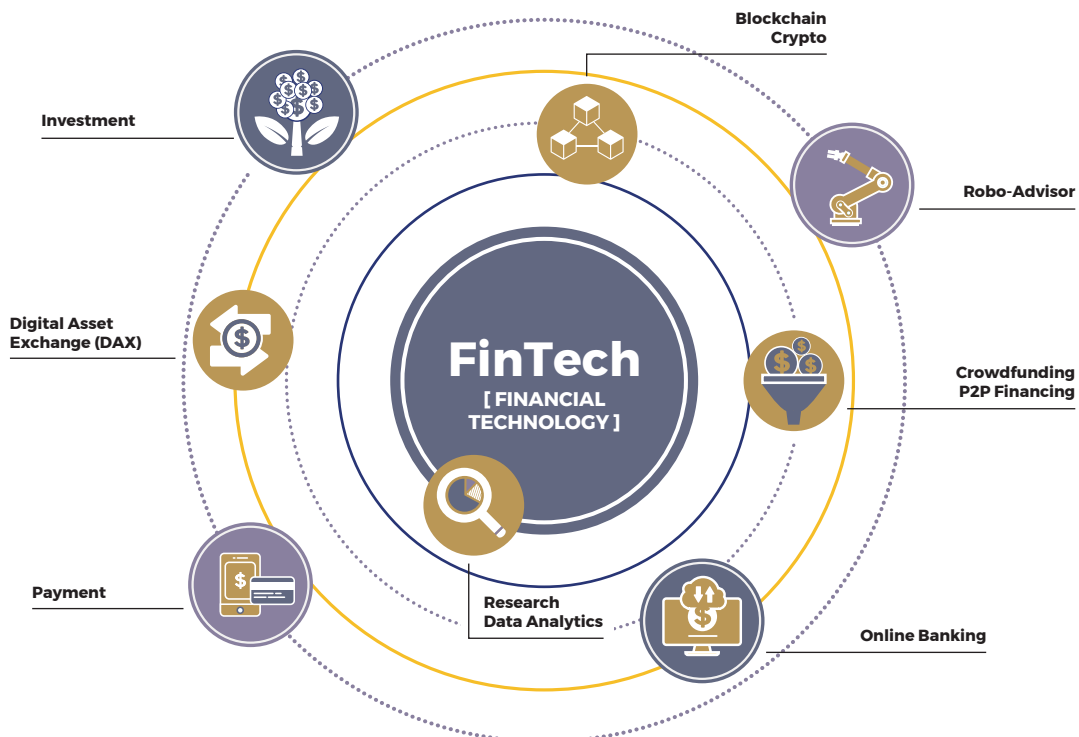 Blockchain
Crypto
Investment
Robo-Advisor
Digital Asset
Exchange (DAX)
FinTech
[ FINANCIAL
TECHNOLOGY ]
Crowdfunding
P2P Financing
Payment
Research
Data Analytics
Online Banking